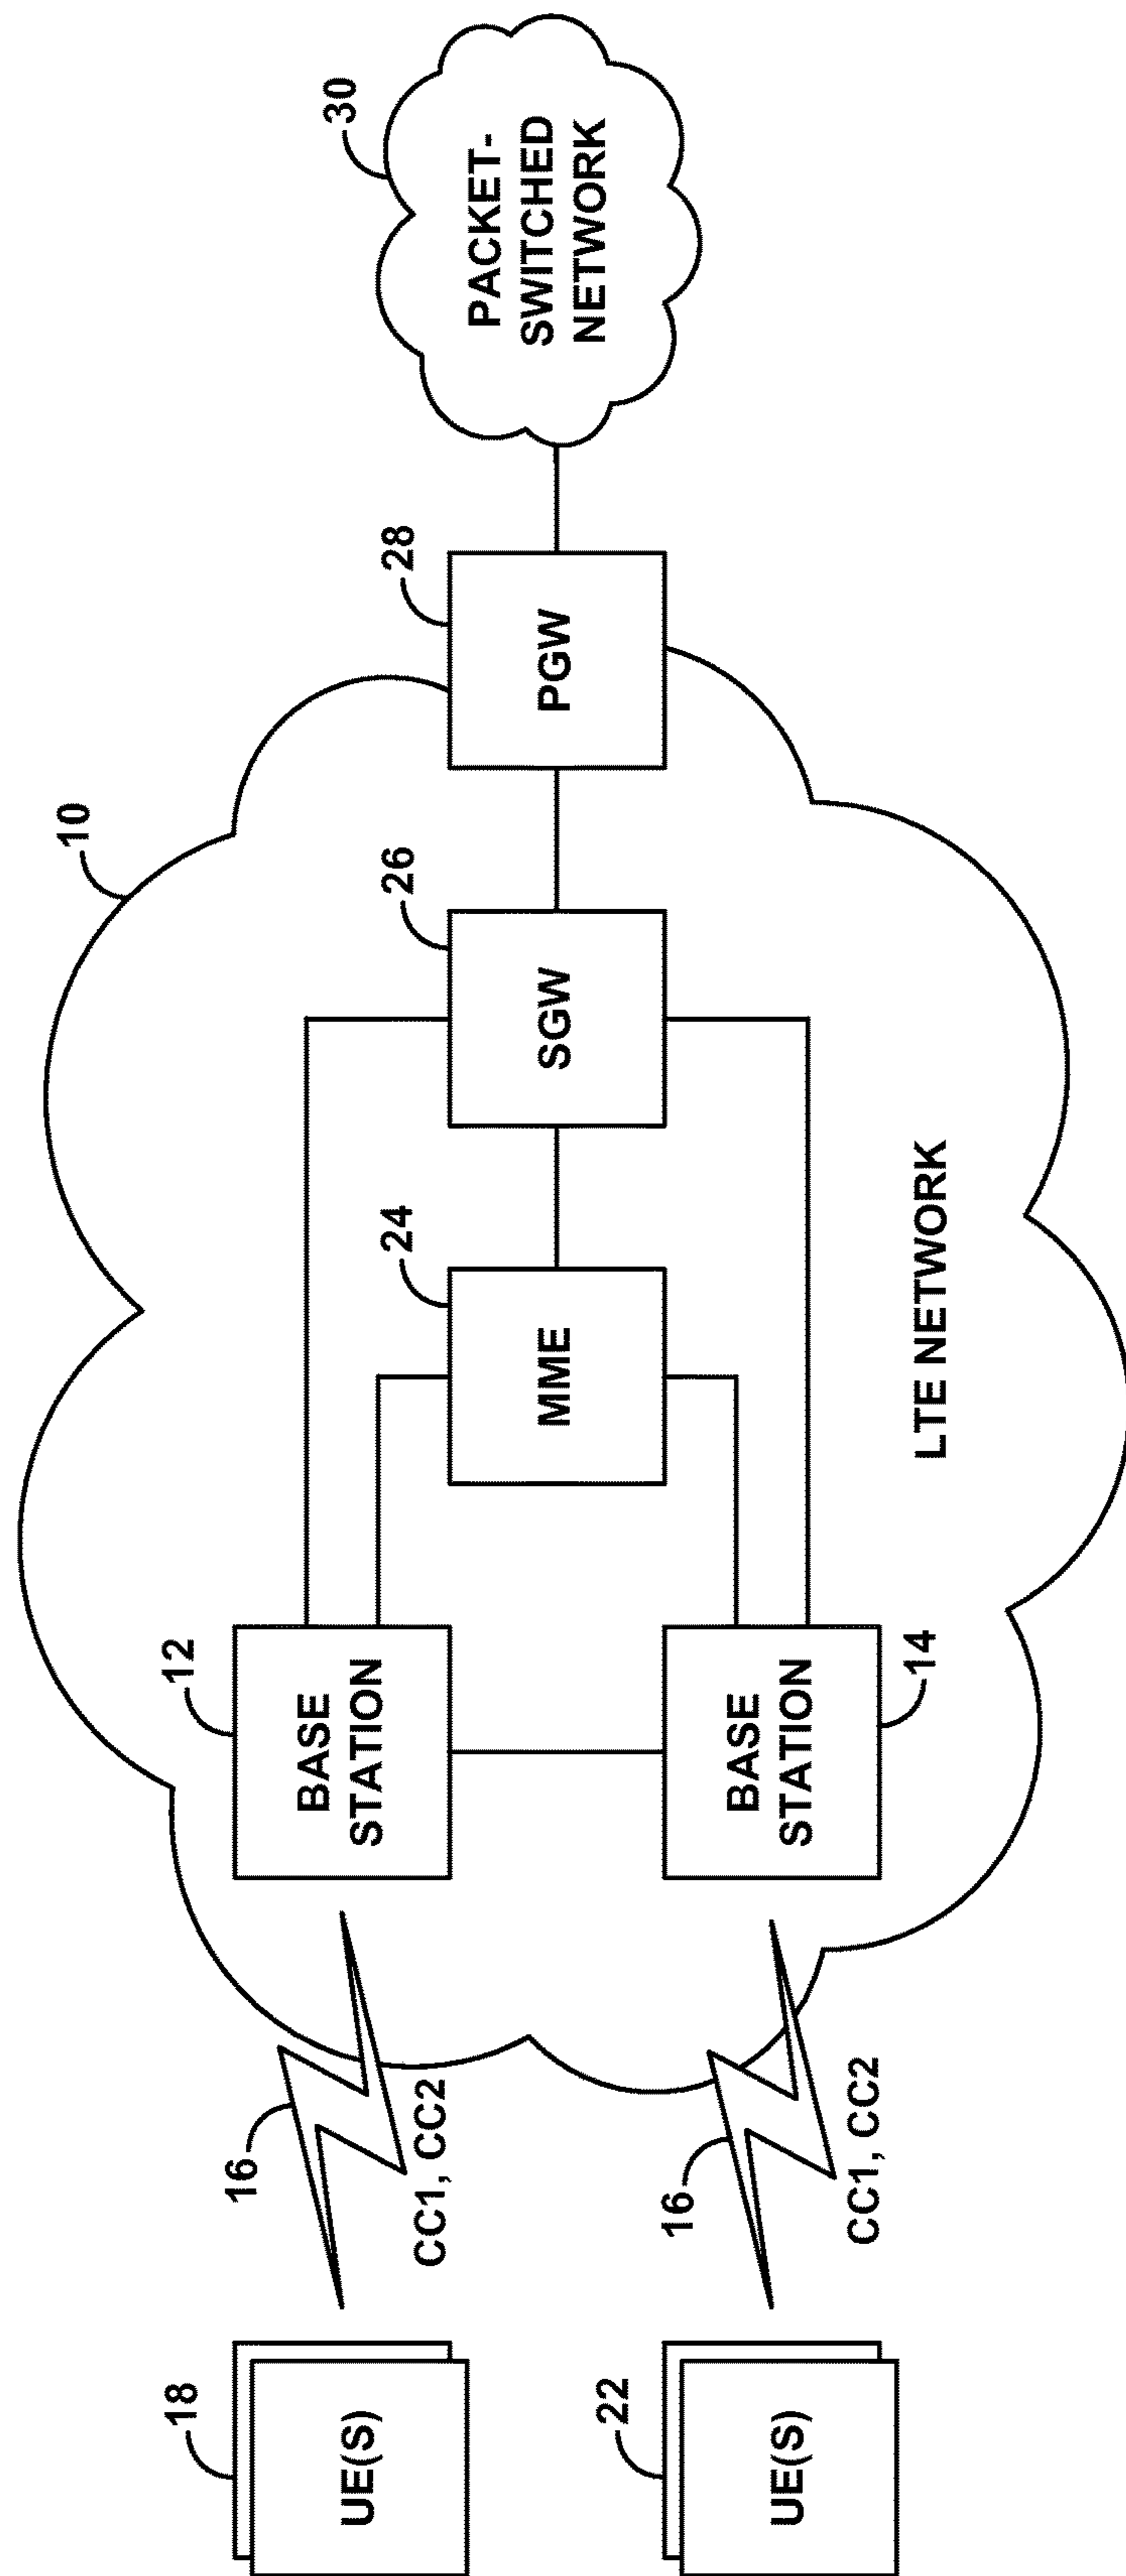 10
12
BASE
STATION
14
BASE
STATION
16
CC1, CC2
16
CC1, CC2
18
UE(S)
22
UE(S)
24
MME
26
SGW
28
PGW
30
PACKET-
SWITCHED
NETWORK
LTE NETWORK